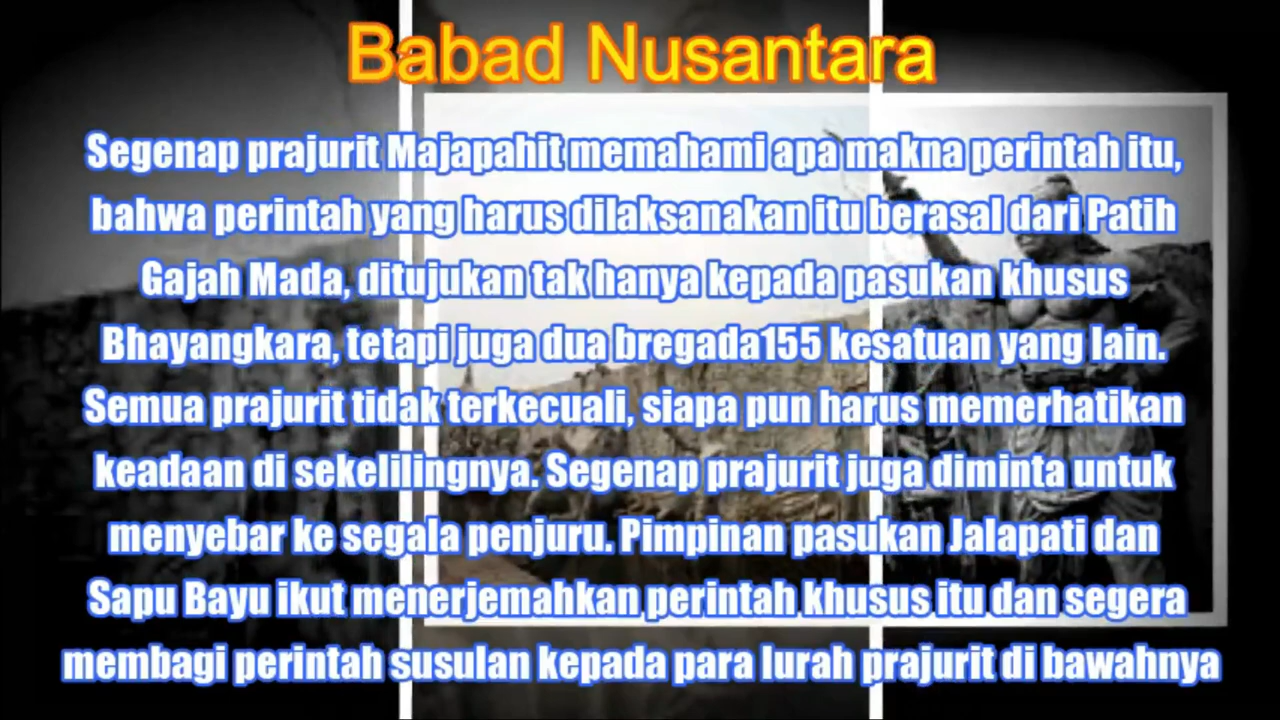 Babad Nusantara
Segenap prajurit Majapahit memahami apa makna perintah itu,
bahwa perintah yang harus dilaksanakan itu berasal dari Patih
Gajah Mada, ditujukan tak hanya kepada pasukan khusus
Bhayangkara, tetapi juga dua bregada155 kesatuan yang lain.
Semua prajurit tidak terkecuali, siapa pun harus memerhatikan
keadaan di sekelilingnya. Segenap prajurit juga diminta untuk
menyebar ke segala penjuru. Pimpinan pasukan Jalapati dan
Sapu Bayu ikut menerjemahkan perintah khusus itu dan segera
membagi perintah susulan kepada para lurah prajurit di bawahnya